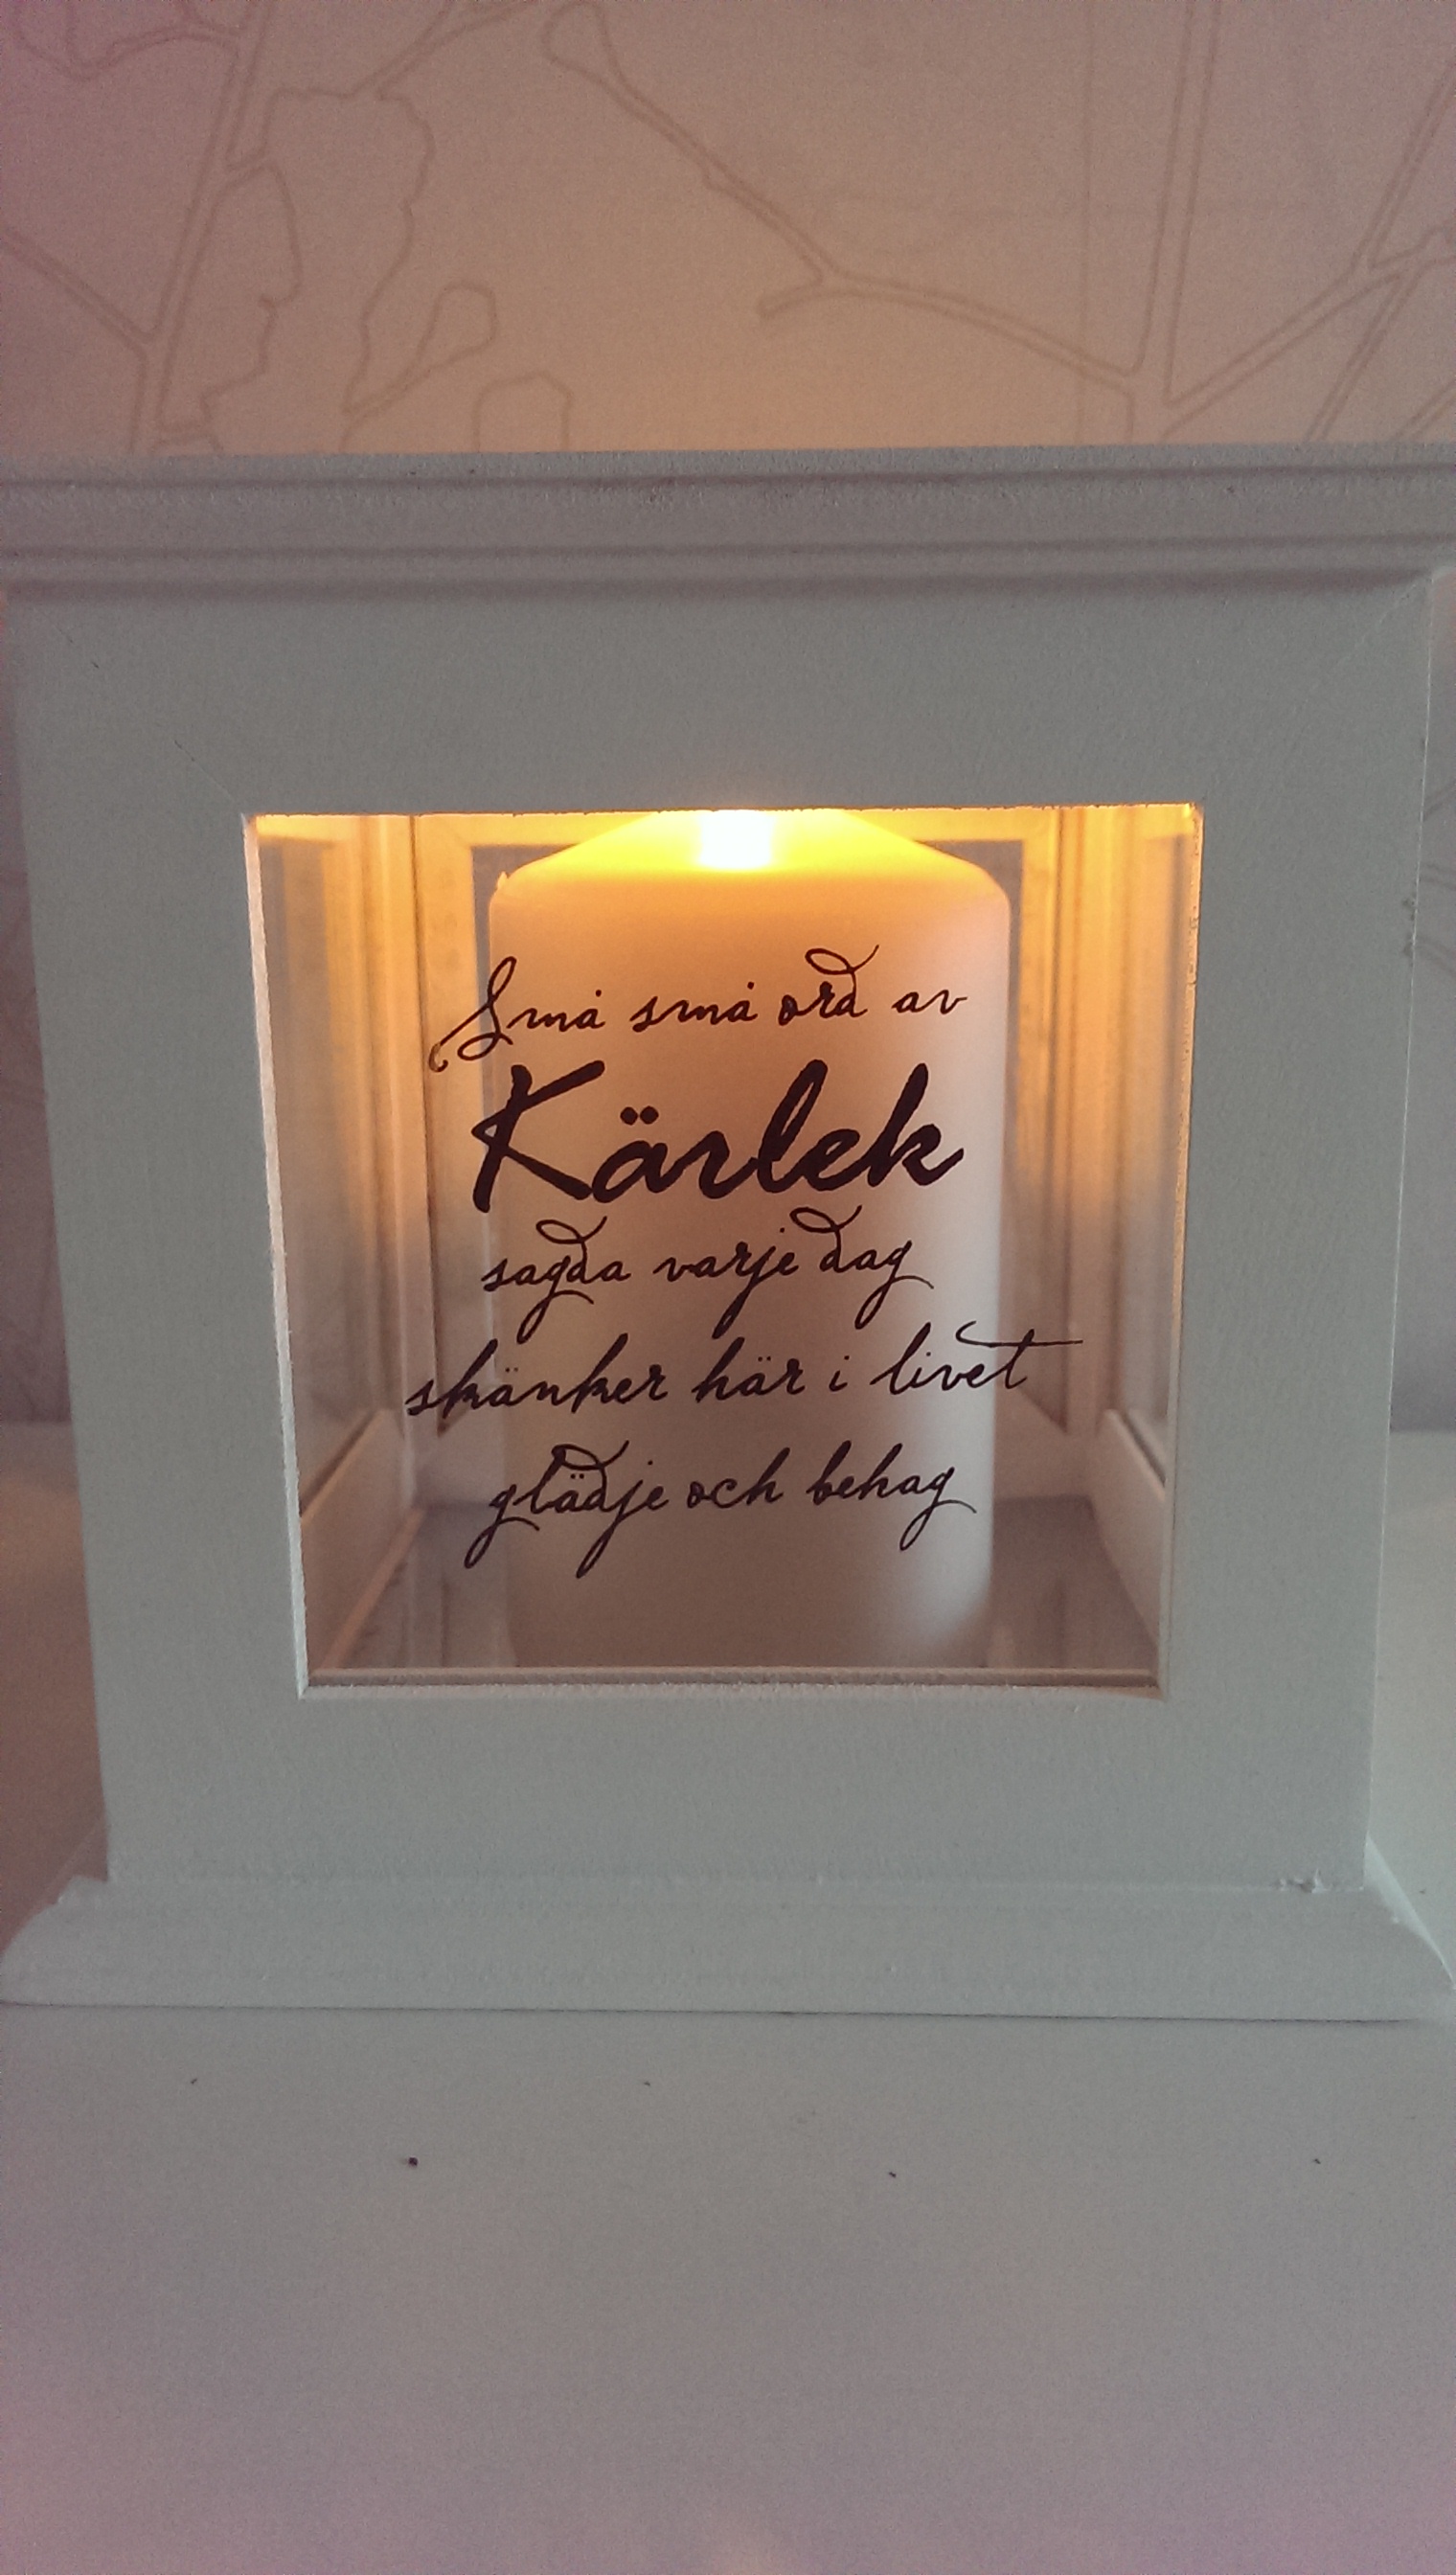 Små små ord av
Kärlek
sagda varje dag
skänker här i livet
glädje och behag